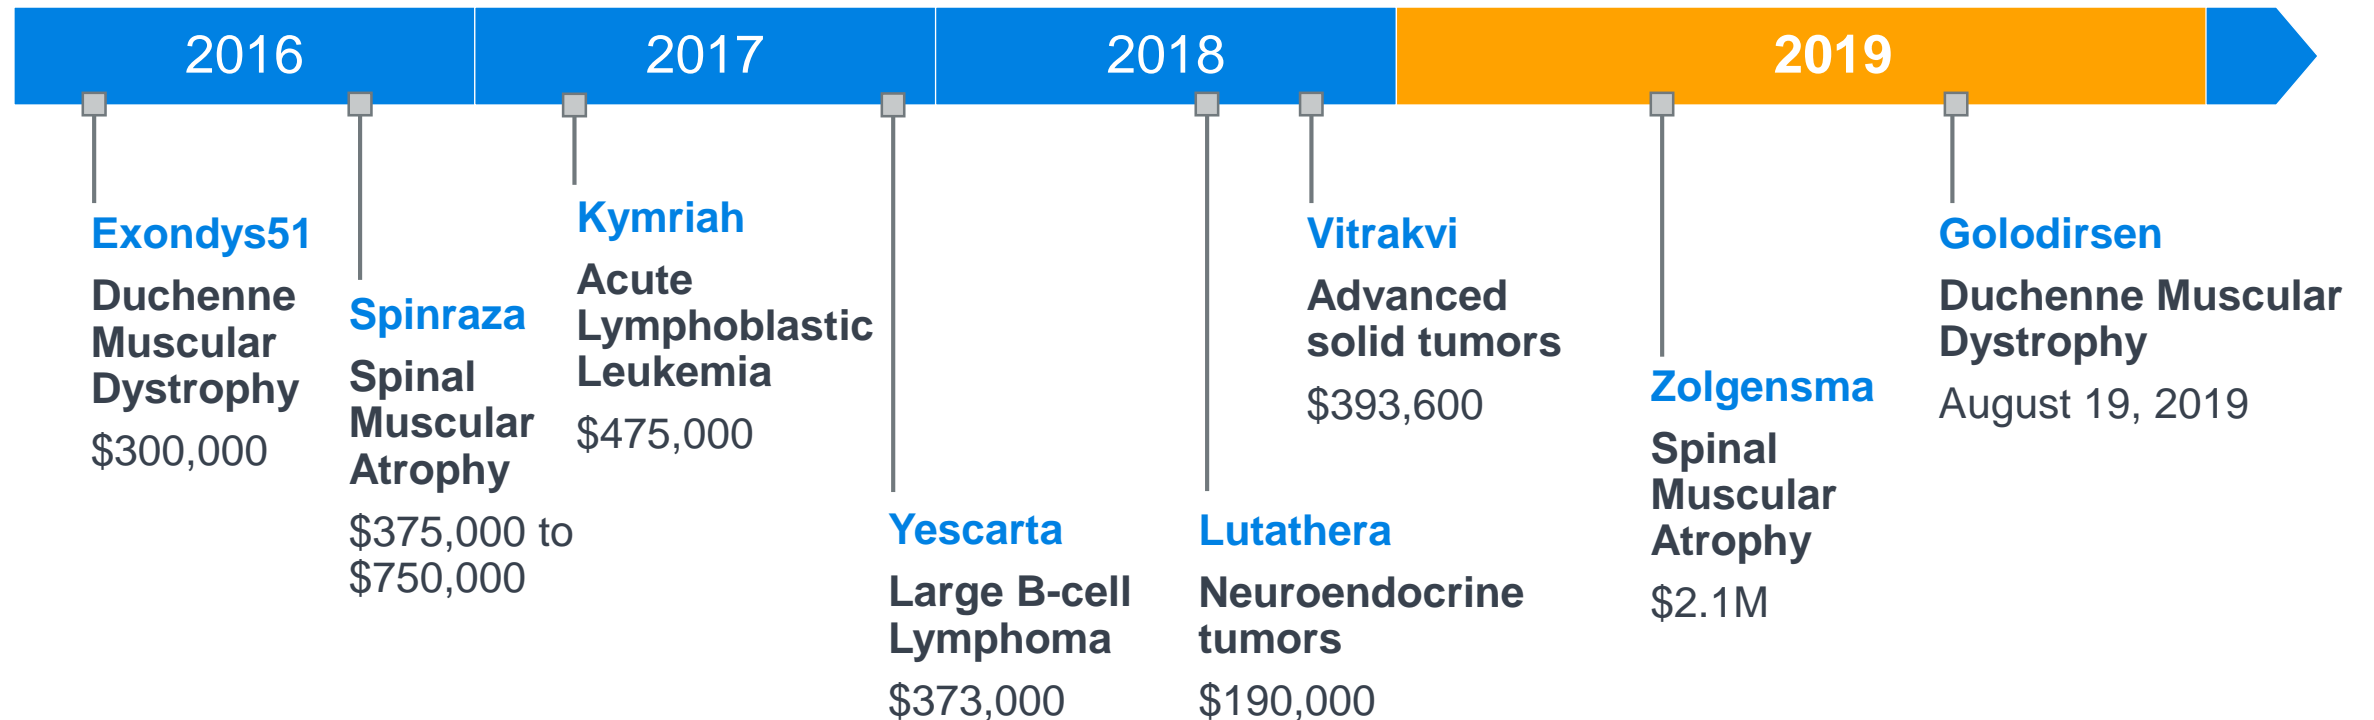 2016
2017
2018
2019
Exondys51
Duchenne
Muscular
Dystrophy
$300,000
Spinraza
Spinal
Muscular
Atrophy
$375,000 to
$750,000
Kymriah
Acute
Lymphoblastic
Leukemia
$475,000
Yescarta
Large B-cell
Lymphoma
$373,000
Lutathera
Neuroendocrine
tumors
$190,000
Vitrakvi
Advanced
solid tumors
$393,600
Zolgensma
Spinal
Muscular
Atrophy
$2.1M
Golodirsen
Duchenne Muscular
Dystrophy
August 19, 2019